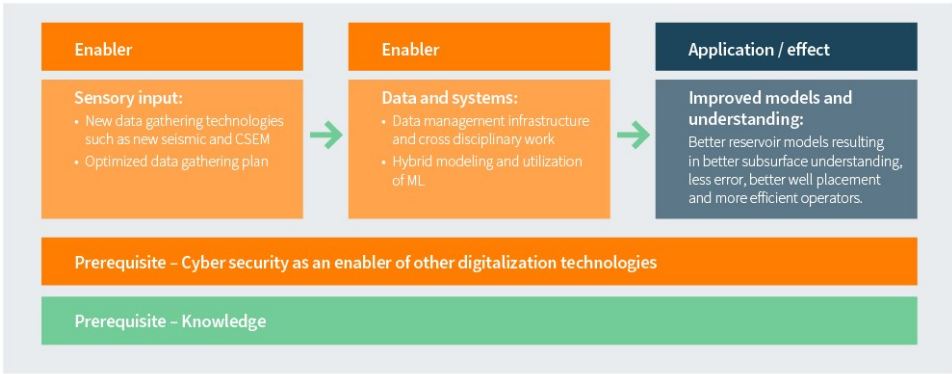 Enabler
Sensory input:
• New data gathering technologies
such as new seismic and CSEM
• Optimized data gathering plan
Enabler
Data and systems:
• Data management infrastructure
and cross disciplinary work
• Hybrid modeling and utilization
of ML
Application / effect
Improved models and
understanding:
Better reservoir models resulting
in better subsurface understanding,
less error, better well placement
and more efficient operators.
Prerequisite – Cyber security as an enabler of other digitalization technologies
Prerequisite – Knowledge